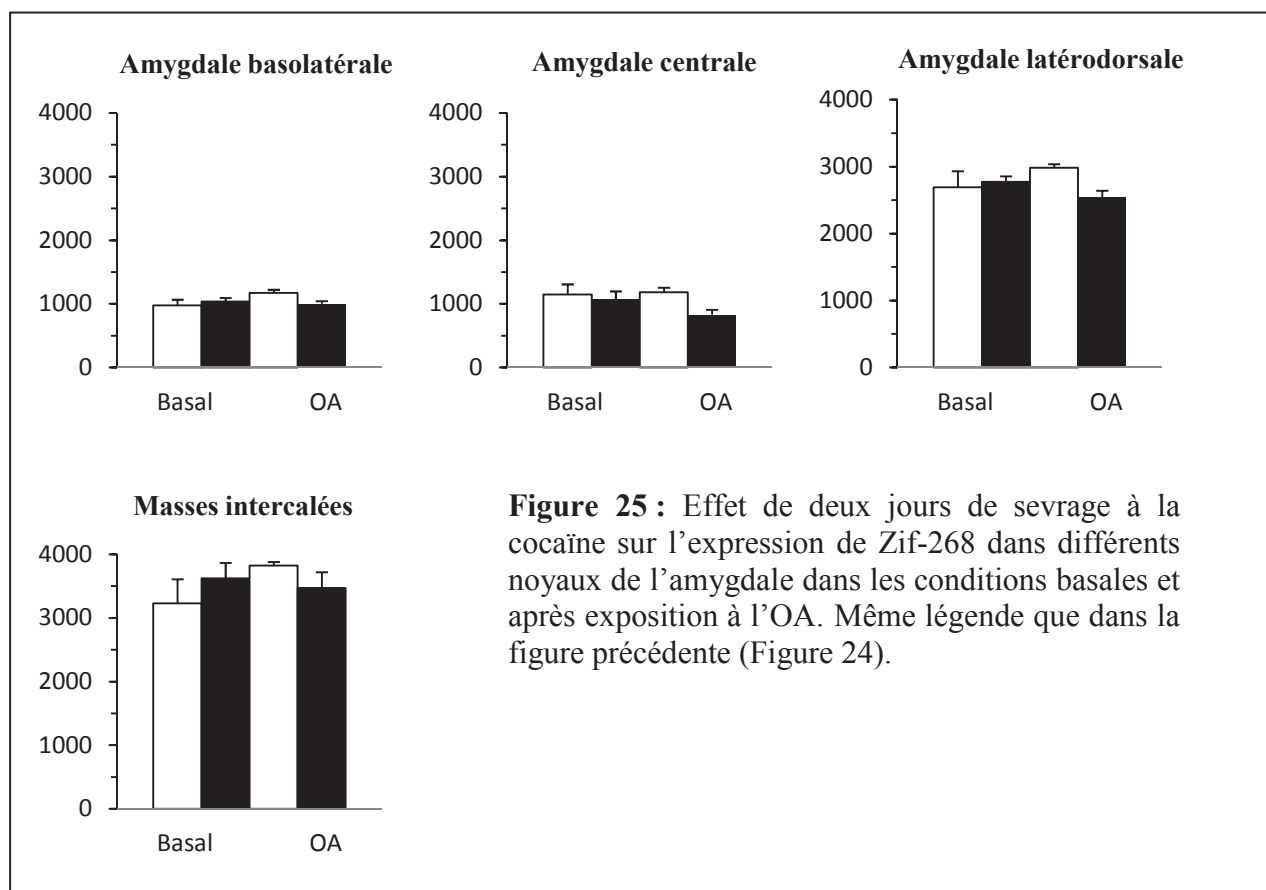 Amygdale basolatérale
4000
3000
2000
1000
0
Basal OA
Amygdale centrale
4000
3000
2000
1000
0
Basal OA
Amygdale latérodorsale
4000
3000
2000
1000
0
Basal OA
Masses intercalées
4000
3000
2000
1000
0
Basal OA
Figure 25 : Effet de deux jours de sevrage à la
cocaïne sur l’expression de Zif-268 dans différents
noyaux de l’amygdale dans les conditions basales et
après exposition à l’OA. Même légende que dans la
figure précédente (Figure 24).